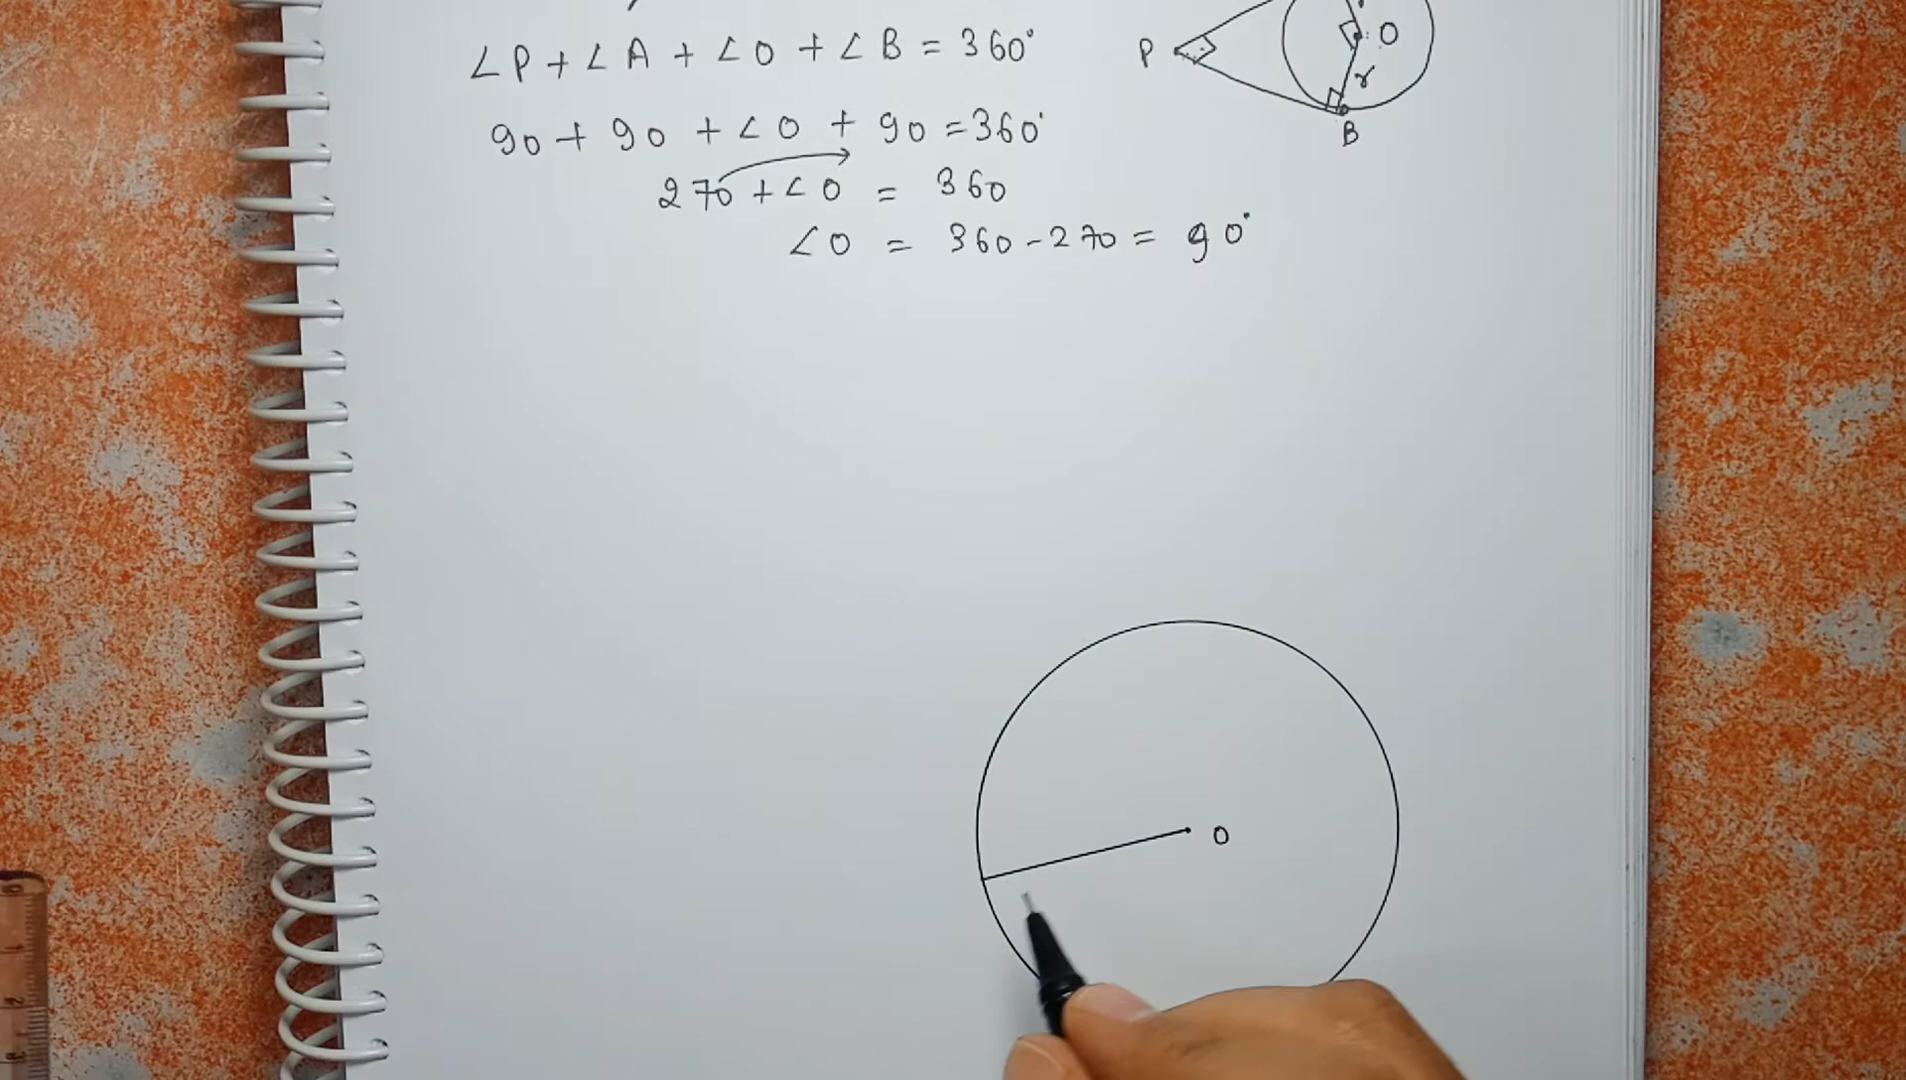 ∠P + ∠A + ∠O + ∠B = 360°
90 + 90 + ∠O + 90 = 360°
270 + ∠O = 360
∠O = 360 - 270 = 90°
P
O
r
B
O